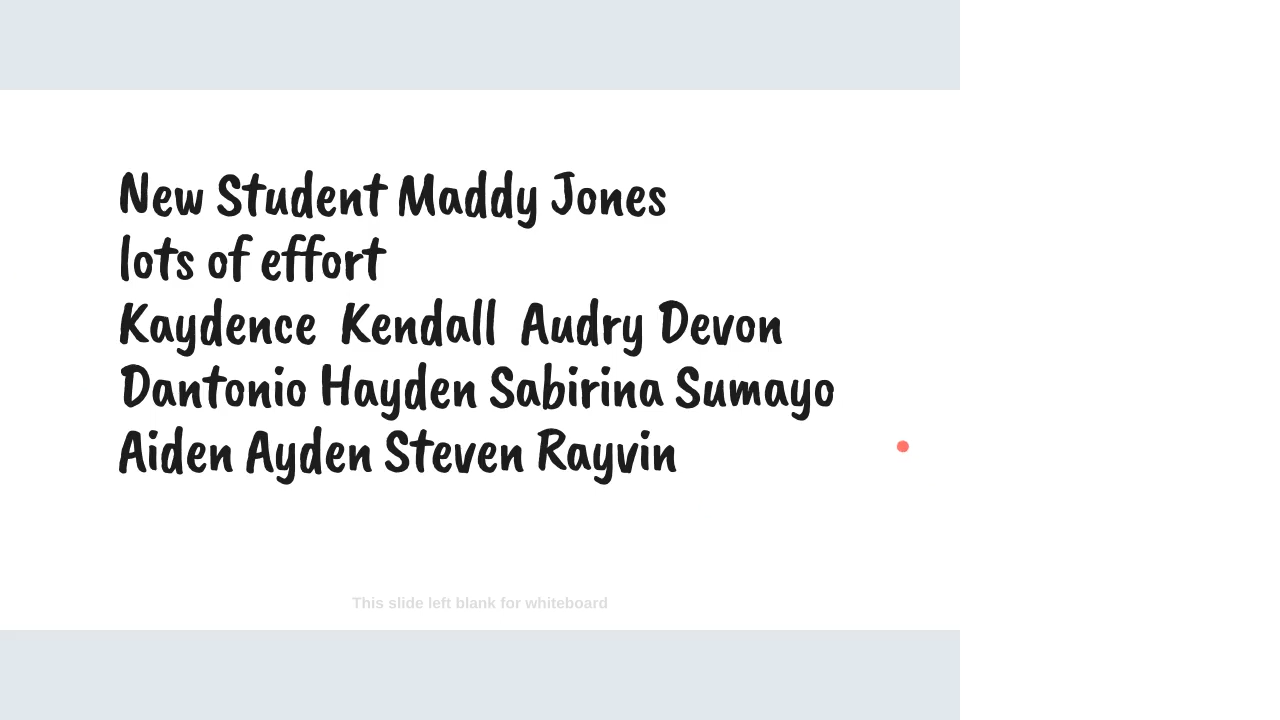 New Student Maddy Jones
lots of effort
Kaydence Kendall Audry Devon
Dantonio Hayden Sabirina Sumayo
Aiden Ayden Steven Rayvin
This slide left blank for whiteboard